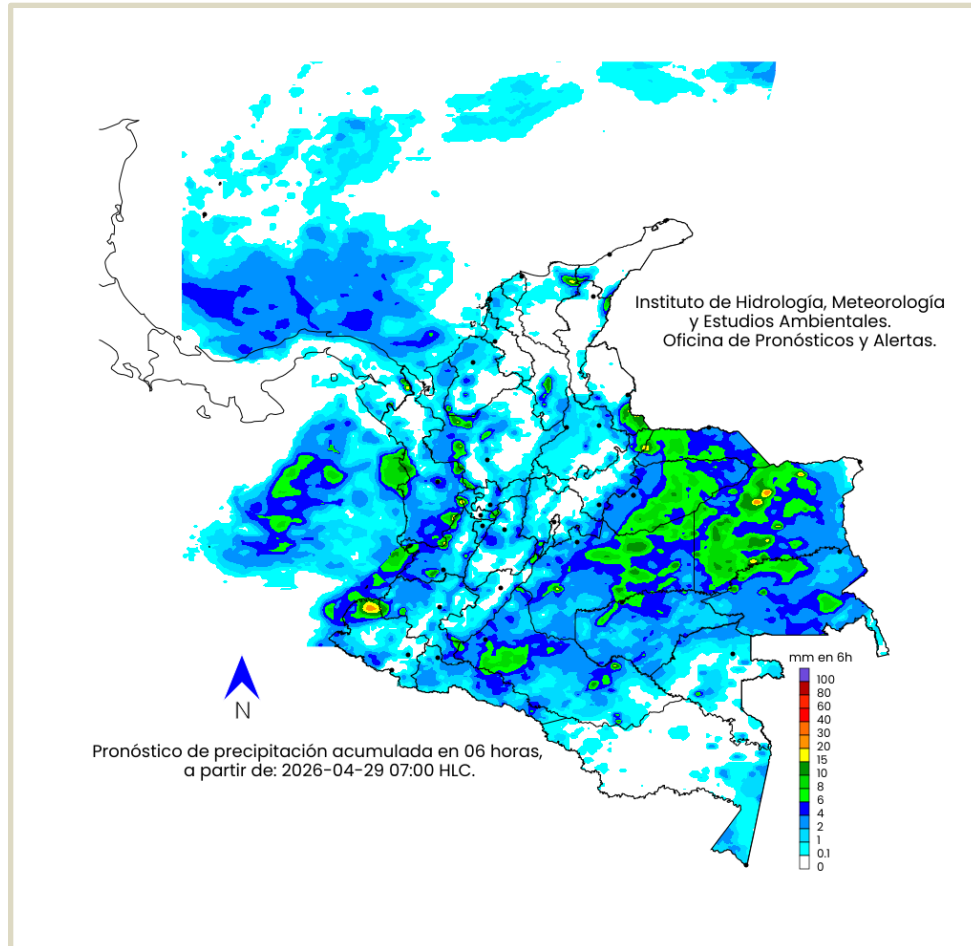 Instituto de Hidrología, Meteorología
y Estudios Ambientales.
Oficina de Pronósticos y Alertas.
mm en 6h
100
80
60
40
30
20
15
10
8
6
4
2
1
0.1
0
N
Pronóstico de precipitación acumulada en 06 horas,
a partir de: 2026-04-29 07:00 HLC.